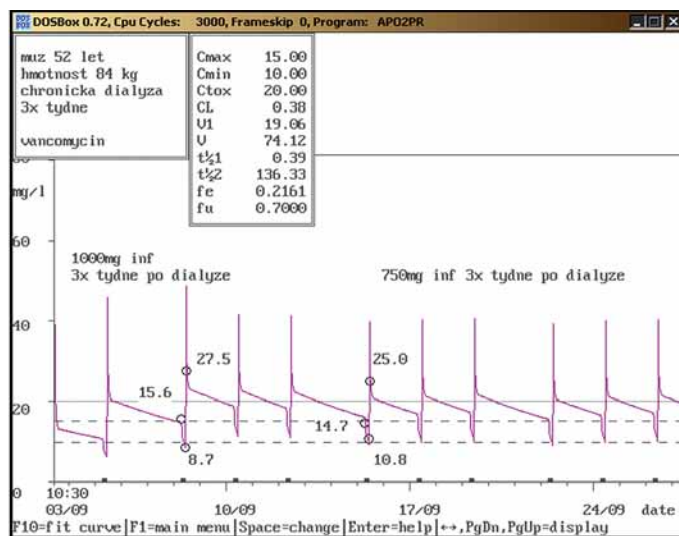 DOSBox 0.72, Cpu Cycles: 3000, Frameskip 0, Program: APO2PR
muz 52 let
hmotnost 84 kg
chronicka dialyza
3x tydne
vancomycin
Cmax 15.00
Cmin 10.00
Ctox 20.00
CL 0.38
V1 19.06
V 74.12
t½1 0.39
t½2 136.33
fe 0.2161
fu 0.7000
80
mg/l
60
40
20
0
1000mg inf
3x tydne po dialyze
750mg inf 3x tydne po dialyze
27.5
25.0
15.6
14.7
8.7
10.8
10:30
03/09 10/09 17/09 24/09 date
F10=fit curve|F1=main menu|Space=change|Enter=help|↔,PgDn,PgUp=display